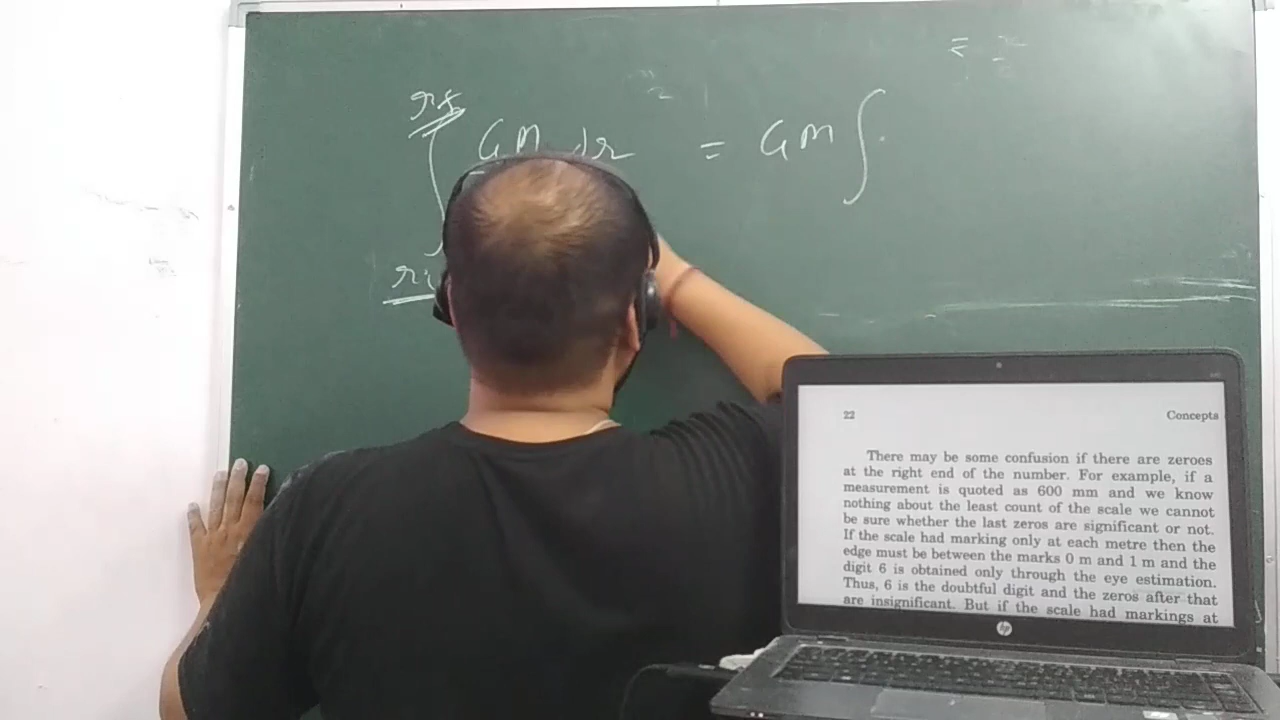 rf
∫ GM dr = GM ∫
ri
22 Concepts
There may be some confusion if there are zeroes
at the right end of the number. For example, if a
measurement is quoted as 600 mm and we know
nothing about the least count of the scale we cannot
be sure whether the last zeros are significant or not.
If the scale had marking only at each metre then the
edge must be between the marks 0 m and 1 m and the
digit 6 is obtained only through the eye estimation.
Thus, 6 is the doubtful digit and the zeros after that
are insignificant. But if the scale had markings at
hp